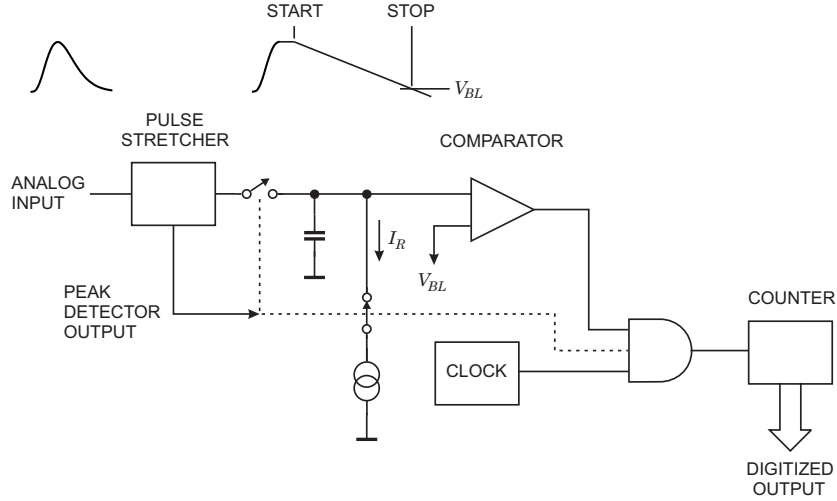 START
STOP
V_BL
PULSE
STRETCHER
COMPARATOR
ANALOG
INPUT
I_R
V_BL
PEAK
DETECTOR
OUTPUT
COUNTER
CLOCK
DIGITIZED
OUTPUT